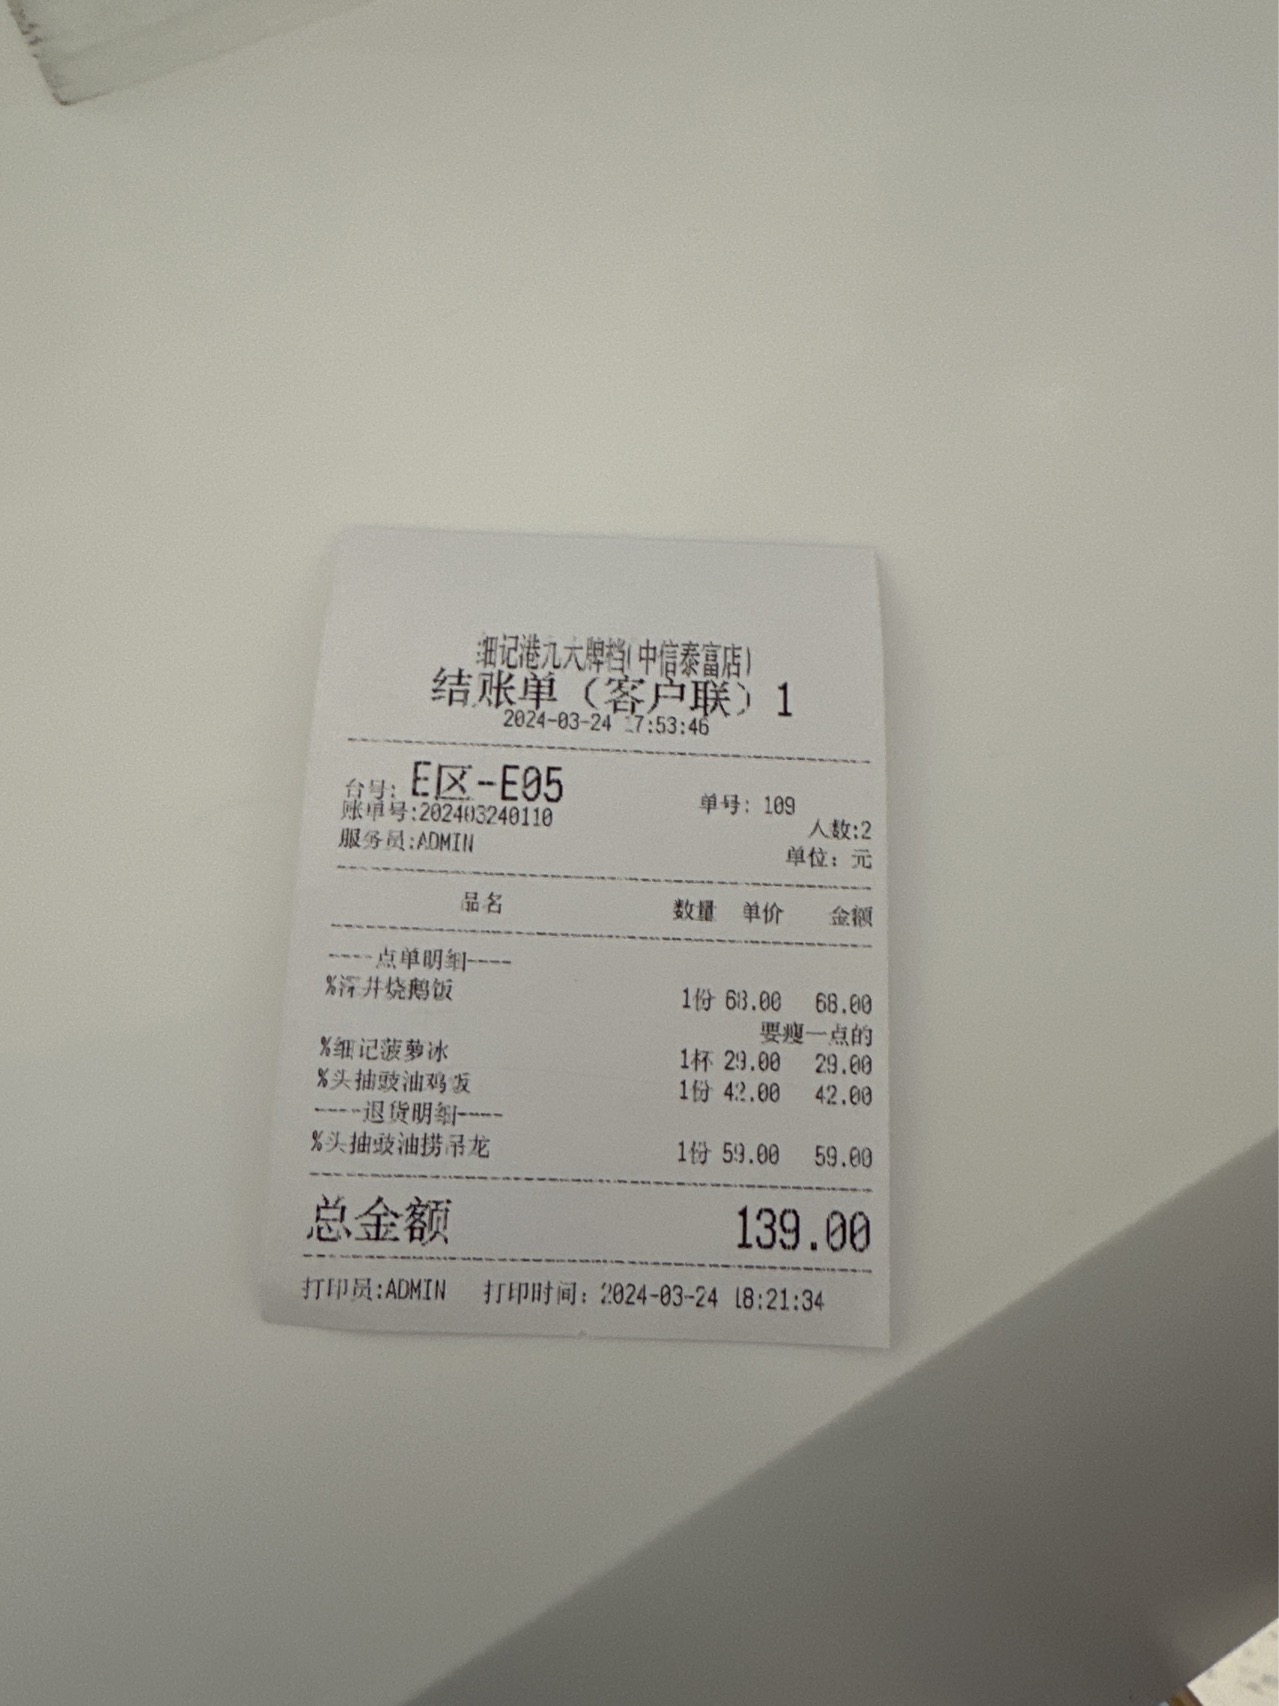 细记港九大牌档(中信泰富店)
结账单（客户联）1
2024-03-24 17:53:46
台号: E区-E05 单号: 109
账单号:202403240110 人数:2
服务员:ADMIN 单位: 元
品名 数量 单价 金额
----点单明细----
%深井烧鹅饭 1份 68.00 68.00
要瘦一点的
%细记菠萝冰 1杯 29.00 29.00
%头抽豉油鸡饭 1份 42.00 42.00
----退货明细----
%头抽豉油捞吊龙 1份 59.00 59.00
总金额 139.00
打印员:ADMIN 打印时间: 2024-03-24 18:21:34